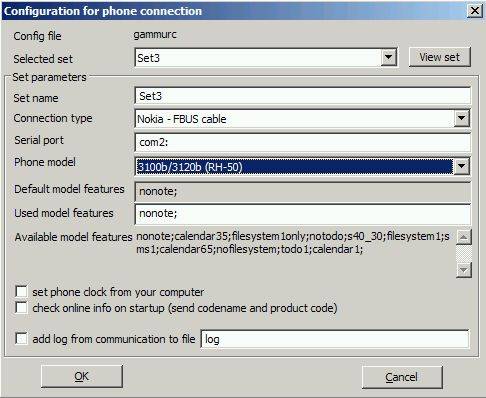 Configuration for phone connection
Config file gammurc
Selected set Set3 View set
Set parameters
Set name Set3
Connection type Nokia - FBUS cable
Serial port com2:
Phone model 3100b/3120b (RH-50)
Default model features nonote;
Used model features nonote;
Available model features nonote;calendar35;filesystem1only;notodo;s40_30;filesystem1;s
ms1;calendar65;nofilesystem;todo1;calendar1;
set phone clock from your computer
check online info on startup (send codename and product code)
add log from communication to file log
OK Cancel